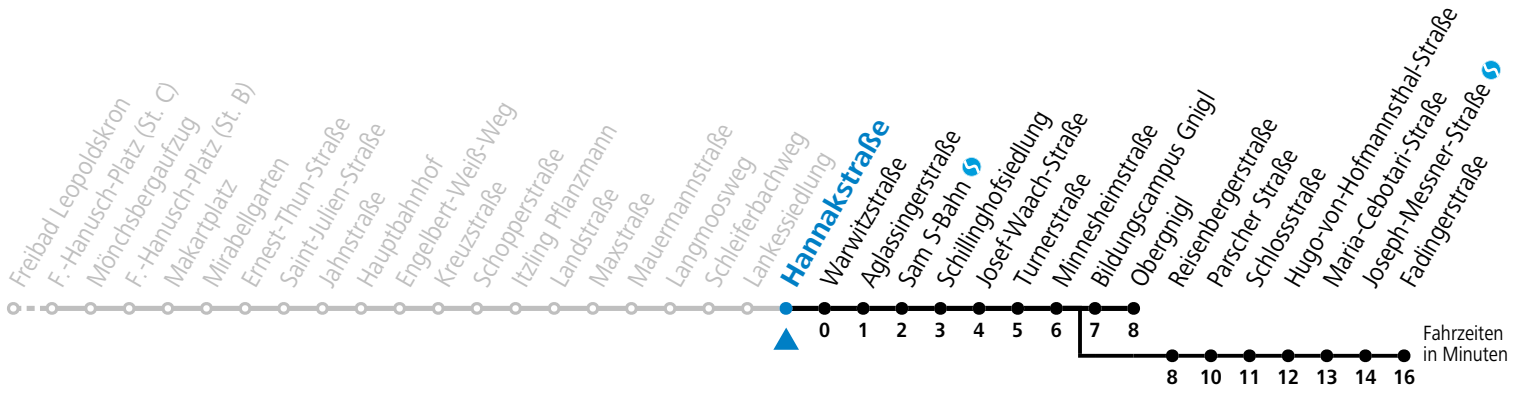 Freibad Leopoldskron
F.-Hanusch-Platz (St. C)
Mönchsbergaufzug
F.-Hanusch-Platz (St. B)
Makartplatz
Mirabellgarten
Ernest-Thun-Straße
Saint-Julien-Straße
Jahnstraße
Hauptbahnhof
Engelbert-Weiß-Weg
Kreuzstraße
Schopperstraße
Itzling Pflanzmann
Landstraße
Maxstraße
Mauermannstraße
Langmoosweg
Schleiferbachweg
Lankessiedlung
Hannakstraße
Warwitzstraße
Aglassingerstraße
Sam S-Bahn
Schillinghofsiedlung
Josef-Waach-Straße
Turnerstraße
Minnesheimstraße
Bildungscampus Gnigl
Obergnigl
Reisenbergerstraße
Parscher Straße
Schlossstraße
Hugo-von-Hofmannsthal-Straße
Maria-Cebotari-Straße
Joseph-Messner-Straße
Fadingerstraße
0 1 2 3 4 5 6 7 8
Fahrzeiten
in Minuten
8 10 11 12 13 14 16